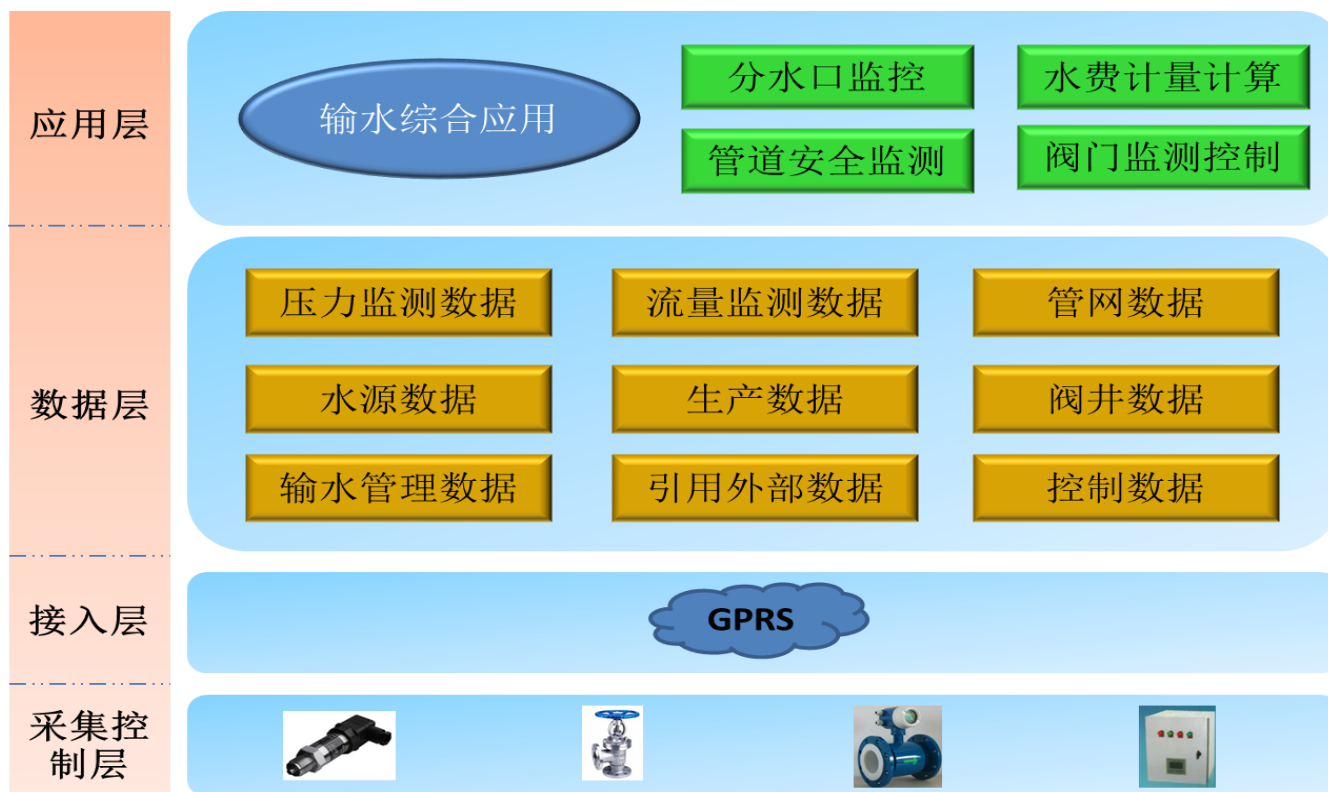 应用层
输水综合应用
分水口监控
水费计量计算
管道安全监测
阀门监测控制
数据层
压力监测数据
流量监测数据
管网数据
水源数据
生产数据
阀井数据
输水管理数据
引用外部数据
控制数据
接入层
GPRS
采集控
制层